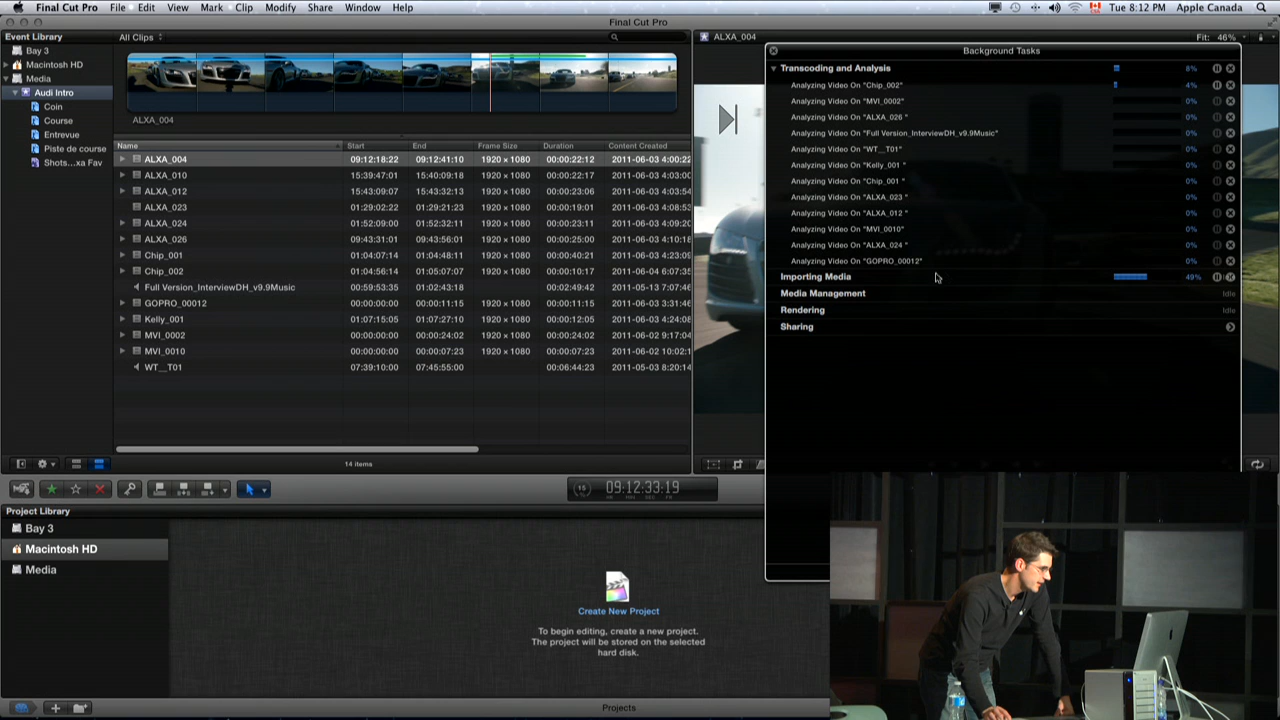 Final Cut Pro File Edit View Mark Clip Modify Share Window Help Tue 8:12 PM Apple Canada
Final Cut Pro
Event Library
Bay 3
Macintosh HD
Media
Audi Intro
Coin
Course
Entrevue
Piste de course
Shots...xa Fav
All Clips
ALXA_004
Name Start End Frame Size Duration Content Created
ALXA_004 09:12:18:22 09:12:41:10 1920 × 1080 00:00:22:12 2011-06-03 4:00:22
ALXA_010 15:39:47:01 15:40:09:18 1920 × 1080 00:00:22:17 2011-06-03 4:03:00
ALXA_012 15:43:09:07 15:43:32:13 1920 × 1080 00:00:23:06 2011-06-03 4:03:54
ALXA_023 01:29:02:22 01:29:21:23 1920 × 1080 00:00:19:01 2011-06-03 4:08:53
ALXA_024 01:52:09:00 01:52:32:11 1920 × 1080 00:00:23:11 2011-06-03 4:09:10
ALXA_026 09:43:31:01 09:43:56:01 1920 × 1080 00:00:25:00 2011-06-03 4:10:18
Chip_001 01:04:07:14 01:04:48:11 1920 × 1080 00:00:40:21 2011-06-03 4:23:09
Chip_002 01:04:56:14 01:05:07:07 1920 × 1080 00:00:10:13 2011-06-04 6:07:35
Full Version_InterviewDH_v9.9Music 00:59:53:35 01:02:43:18 00:02:49:42 2011-05-13 7:07:46
GOPRO_00012 00:00:00:00 00:00:11:15 1920 × 1080 00:00:11:15 2011-06-03 3:31:46
Kelly_001 01:07:15:05 01:07:27:10 1920 × 1080 00:00:12:05 2011-06-03 4:24:08
MVI_0002 00:00:00:00 00:00:24:02 1920 × 1080 00:00:24:02 2011-06-02 9:17:04
MVI_0010 00:00:00:00 00:00:07:23 1920 × 1080 00:00:07:23 2011-06-02 10:02:1
WT__T01 07:39:10:00 07:45:55:00 00:06:44:23 2011-05-03 8:20:14
14 items
15 09:12:33:19
ALXA_004 Fit: 46%
Background Tasks
Transcoding and Analysis 8%
Analyzing Video On "Chip_002" 4%
Analyzing Video On "MVI_0002" 0%
Analyzing Video On "ALXA_026 " 0%
Analyzing Video On "Full Version_InterviewDH_v9.9Music" 0%
Analyzing Video On "WT__T01" 0%
Analyzing Video On "Kelly_001 " 0%
Analyzing Video On "Chip_001 " 0%
Analyzing Video On "ALXA_023 " 0%
Analyzing Video On "ALXA_012 " 0%
Analyzing Video On "MVI_0010" 0%
Analyzing Video On "ALXA_024 " 0%
Analyzing Video On "GOPRO_00012" 0%
Importing Media 49%
Media Management Idle
Rendering Idle
Sharing
Project Library
Bay 3
Macintosh HD
Media
Create New Project
To begin editing, create a new project.
The project will be stored on the selected
hard disk.
Projects